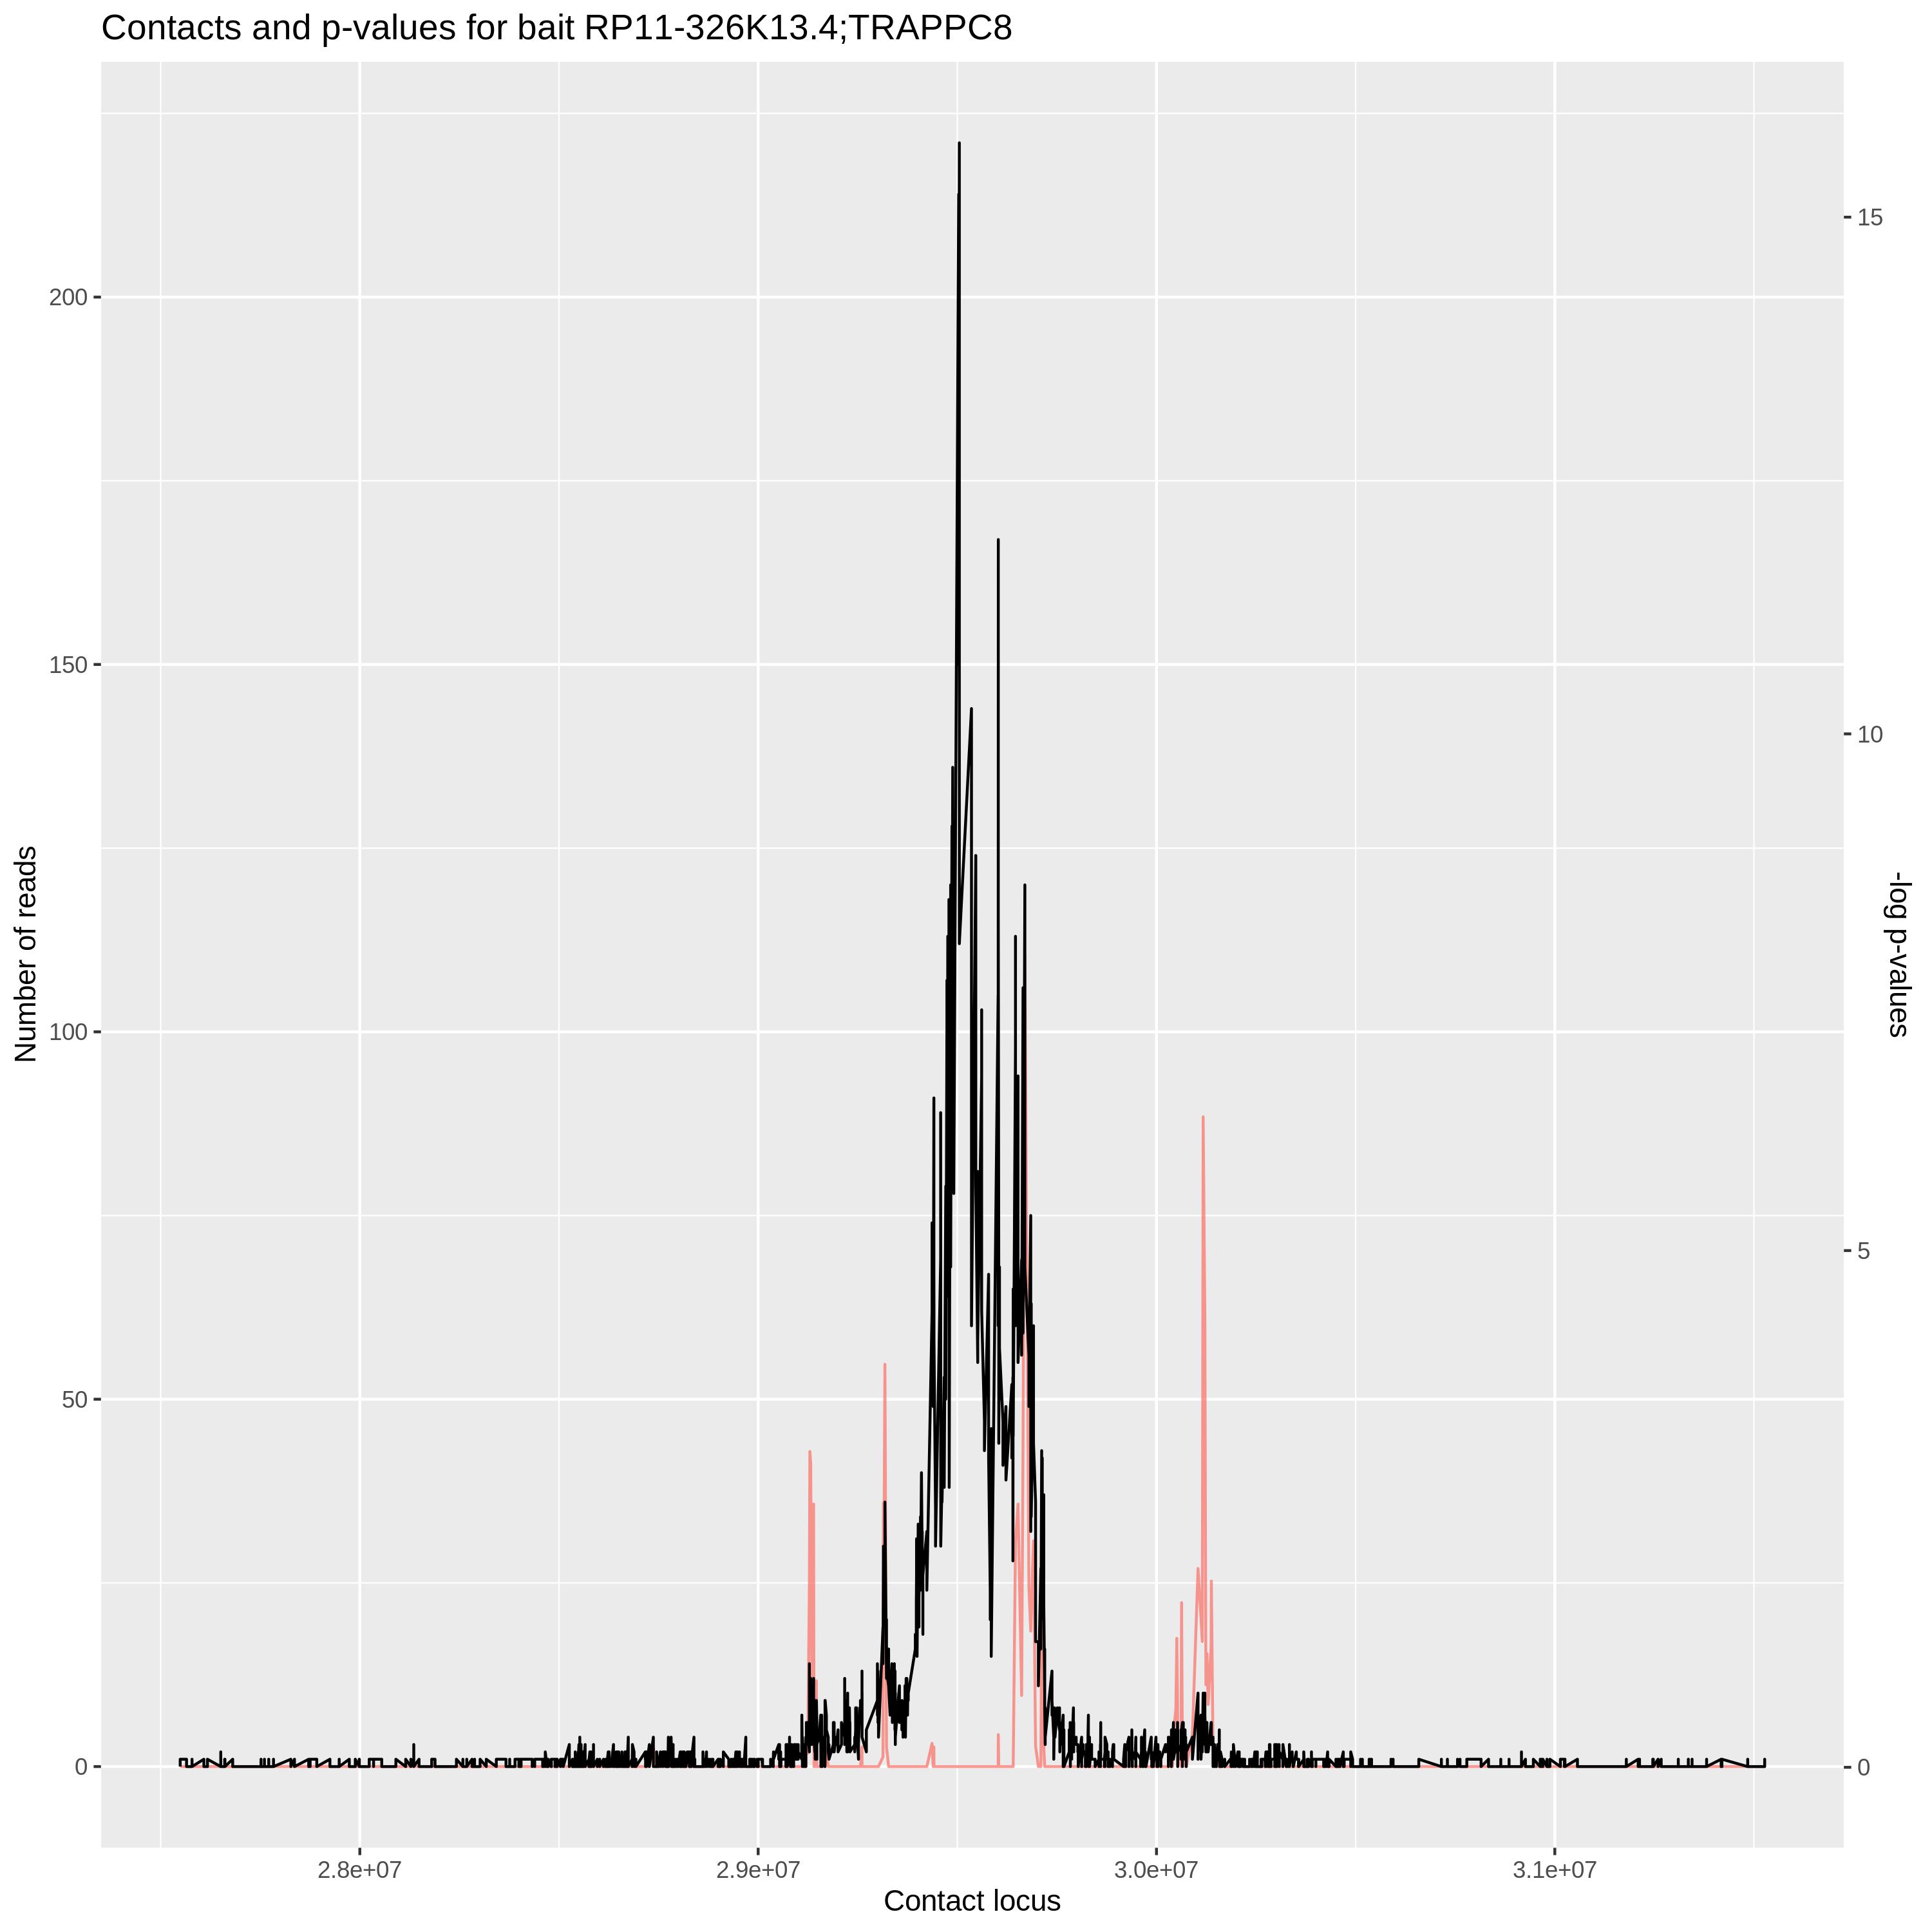 Contacts and p-values for bait RP11-326K13.4;TRAPPC8
200
150
100
50
0
15
10
5
0
Number of reads
-log p-values
2.8e+07
2.9e+07
3.0e+07
3.1e+07
Contact locus